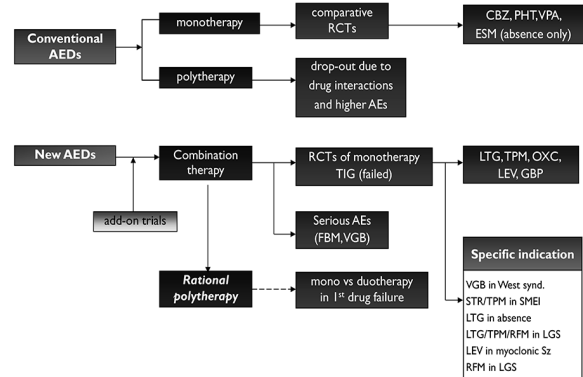 Conventional
AEDs
monotherapy
comparative
RCTs
CBZ, PHT,VPA,
ESM (absence only)
polytherapy
drop-out due to
drug interactions
and higher AEs
New AEDs
add-on trials
Combination
therapy
RCTs of monotherapy
TIG (failed)
LTG,TPM, OXC,
LEV, GBP
Serious AEs
(FBM,VGB)
Rational
polytherapy
mono vs duotherapy
in 1st drug failure
Specific indication
VGB in West synd.
STR/TPM in SMEI
LTG in absence
LTG/TPM/RFM in LGS
LEV in myoclonic Sz
RFM in LGS